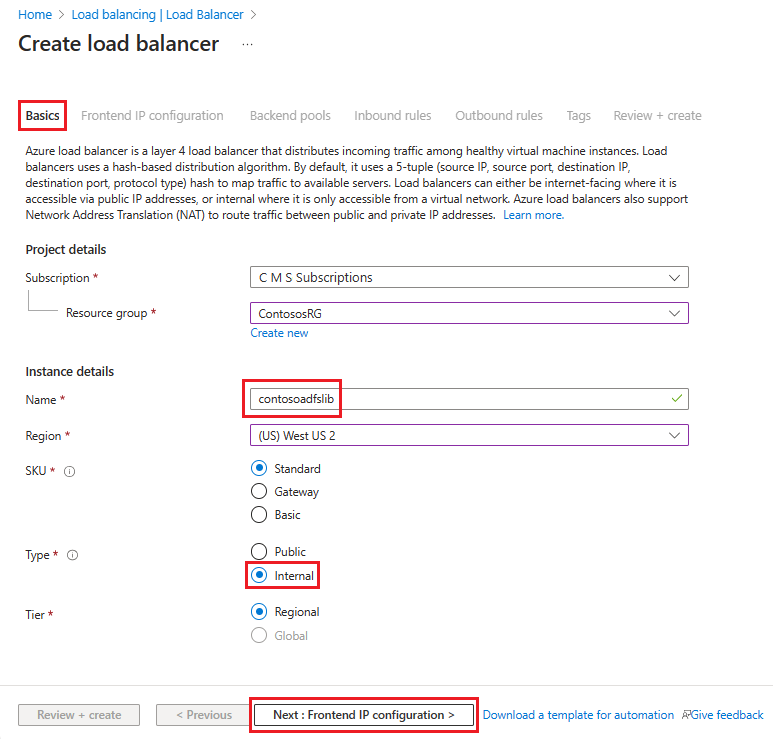 Home > Load balancing | Load Balancer >
Create load balancer ...
Basics Frontend IP configuration Backend pools Inbound rules Outbound rules Tags Review + create
Azure load balancer is a layer 4 load balancer that distributes incoming traffic among healthy virtual machine instances. Load
balancers uses a hash-based distribution algorithm. By default, it uses a 5-tuple (source IP, source port, destination IP,
destination port, protocol type) hash to map traffic to available servers. Load balancers can either be internet-facing where it is
accessible via public IP addresses, or internal where it is only accessible from a virtual network. Azure load balancers also support
Network Address Translation (NAT) to route traffic between public and private IP addresses. Learn more.
Project details
Subscription * C M S Subscriptions
Resource group * ContososRG
Create new
Instance details
Name * contosoadfslib
Region * (US) West US 2
SKU * Standard
Gateway
Basic
Type * Public
Internal
Tier * Regional
Global
Review + create < Previous Next : Frontend IP configuration > Download a template for automation Give feedback